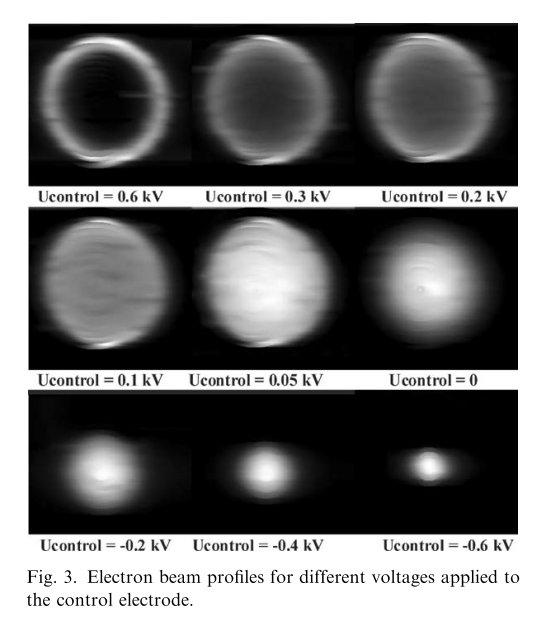 Ucontrol = 0.6 kV
Ucontrol = 0.3 kV
Ucontrol = 0.2 kV
Ucontrol = 0.1 kV
Ucontrol = 0.05 kV
Ucontrol = 0
Ucontrol = -0.2 kV
Ucontrol = -0.4 kV
Ucontrol = -0.6 kV
Fig. 3. Electron beam profiles for different voltages applied to
the control electrode.